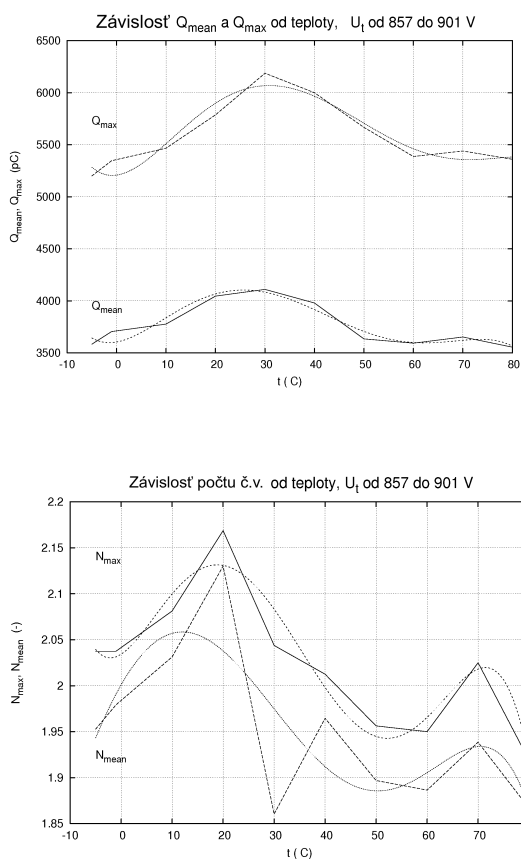 Závislosť Qmean a Qmax od teploty, Ut od 857 do 901 V
6500
6000
5500
5000
4500
4000
3500
Qmean, Qmax (pC)
Qmax
Qmean
-10 0 10 20 30 40 50 60 70 80
t ( C)
Závislosť počtu č.v. od teploty, Ut od 857 do 901 V
2.2
2.15
2.1
2.05
2
1.95
1.9
1.85
Nmax, Nmean (-)
Nmax
Nmean
-10 0 10 20 30 40 50 60 70
t ( C)